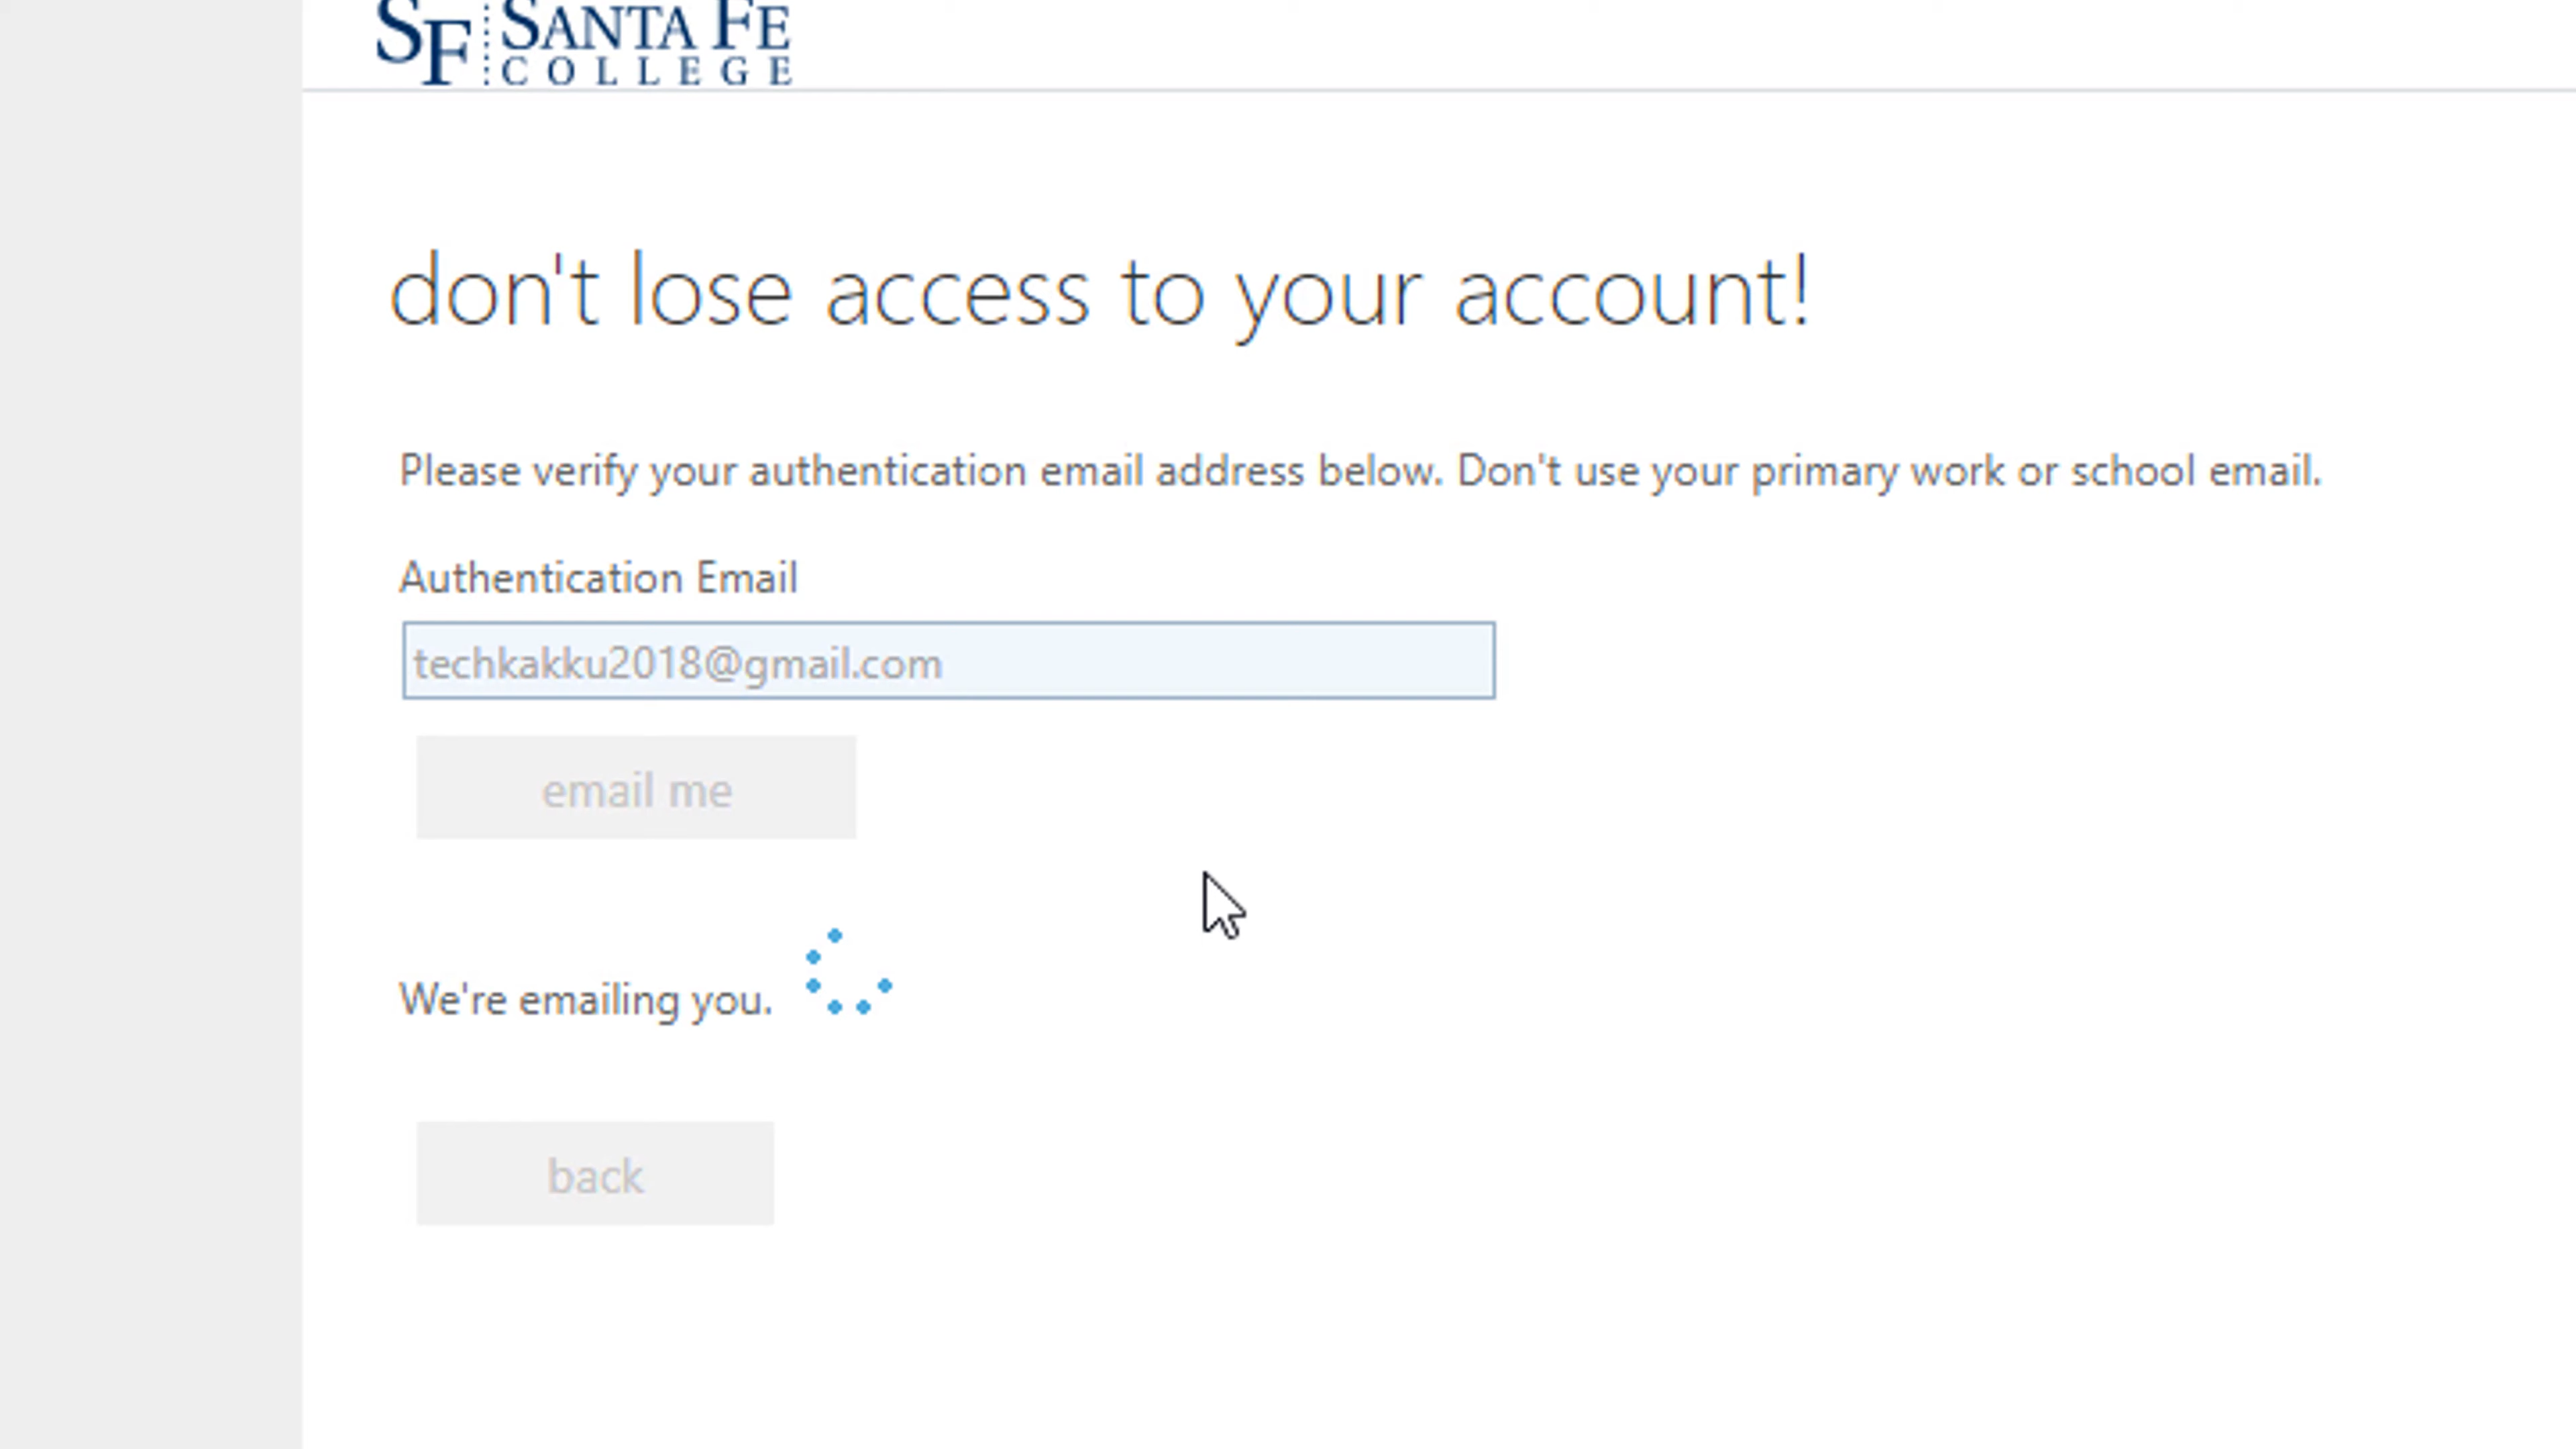 SF SANTA FE
COLLEGE
don't lose access to your account!
Please verify your authentication email address below. Don't use your primary work or school email.
Authentication Email
techkakku2018@gmail.com
email me
We're emailing you.
back